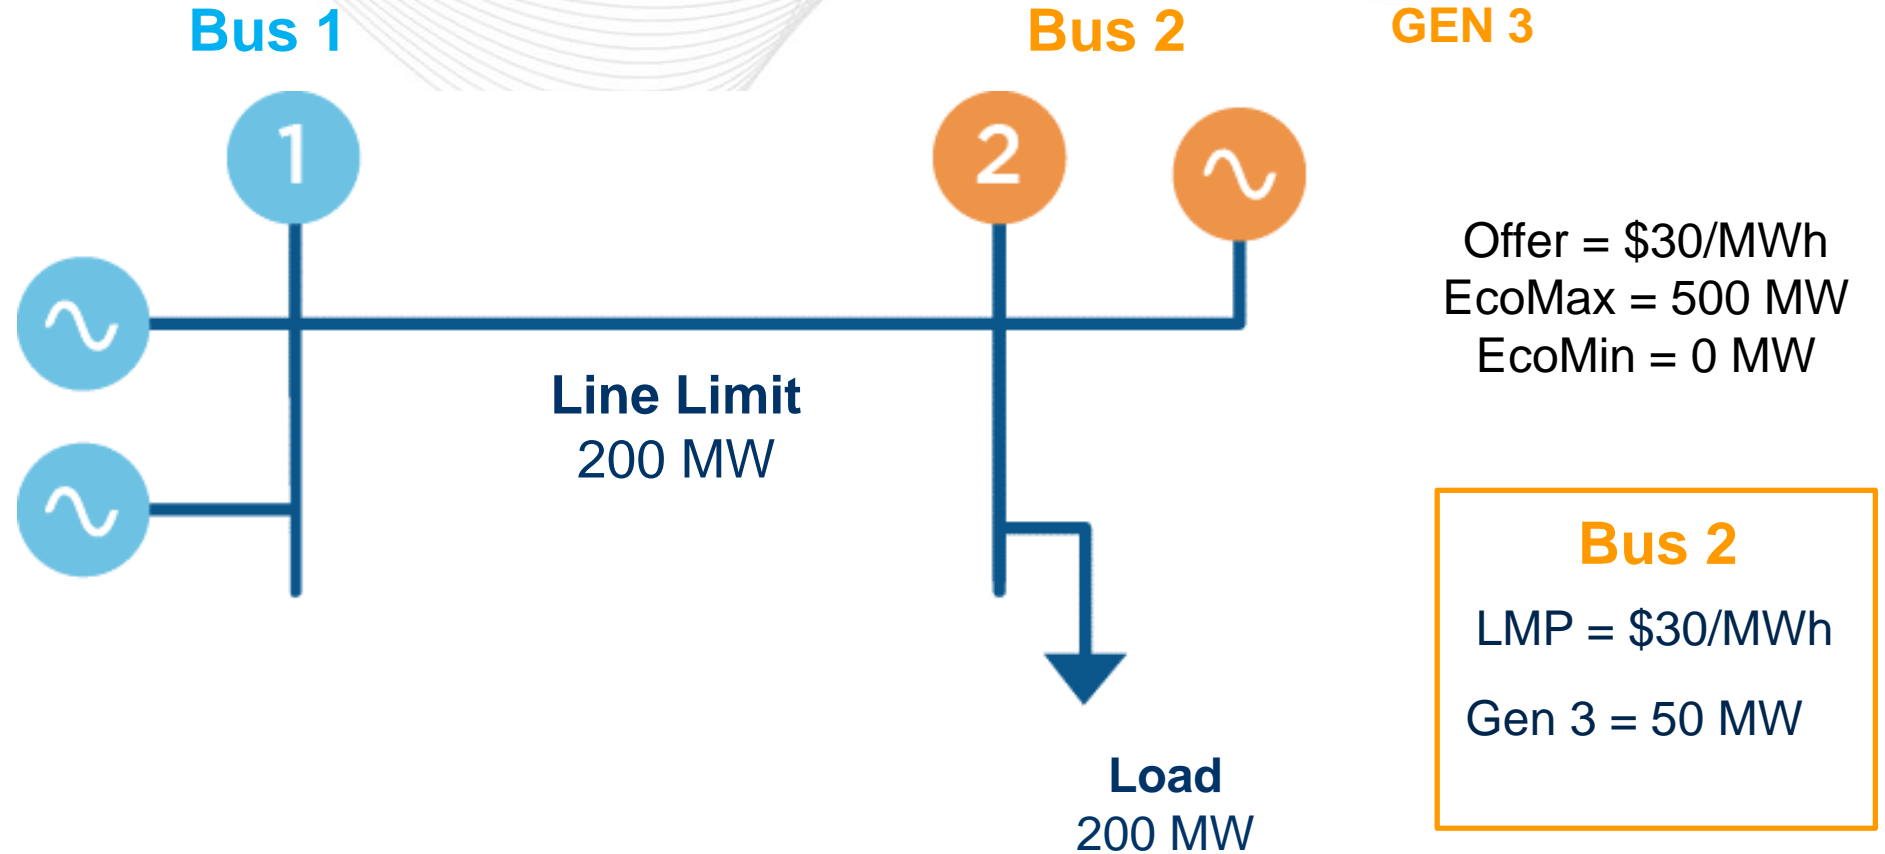 Bus 1
Bus 2
GEN 3
1
2
Offer = $30/MWh
EcoMax = 500 MW
EcoMin = 0 MW
Line Limit
200 MW
Bus 2
LMP = $30/MWh
Gen 3 = 50 MW
Load
200 MW